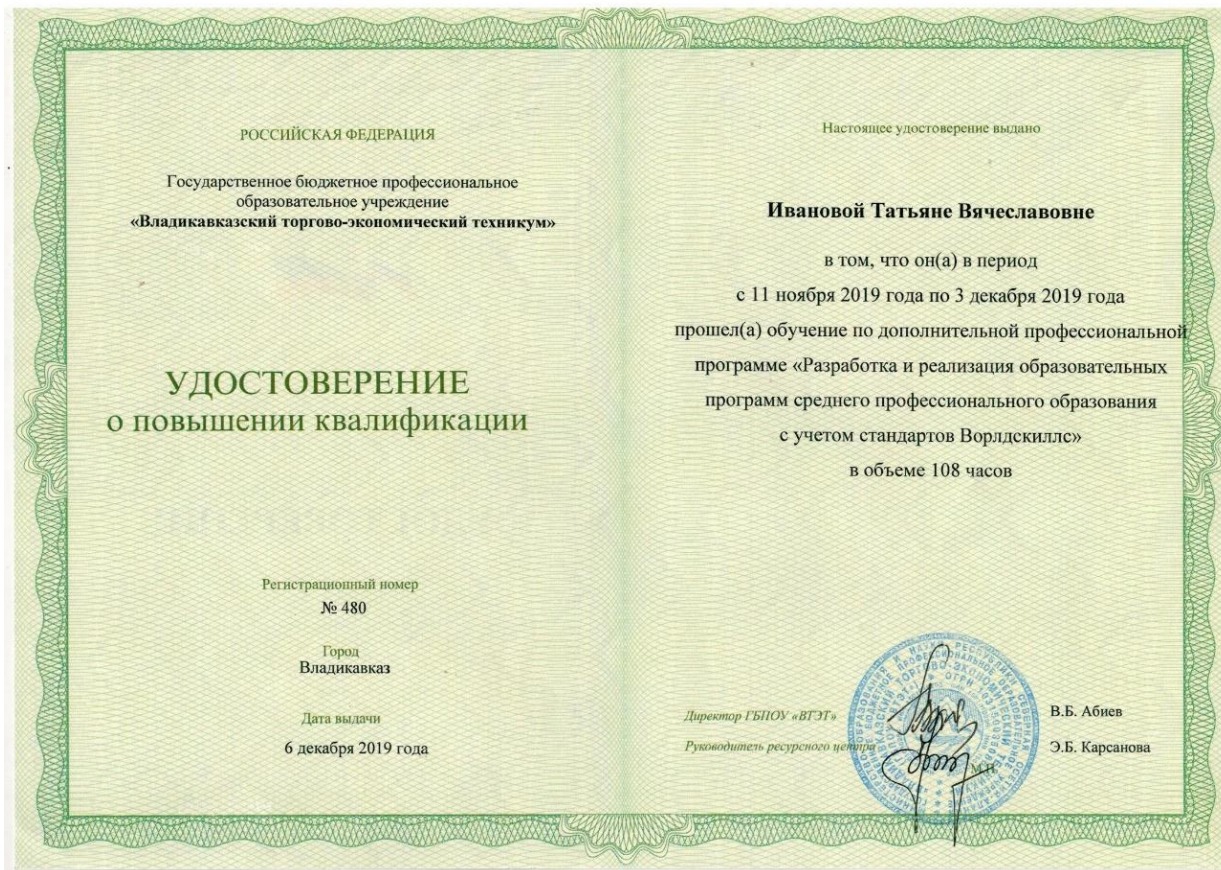 РОССИЙСКАЯ ФЕДЕРАЦИЯ
Государственное бюджетное профессиональное
образовательное учреждение
«Владикавказский торгово-экономический техникум»
УДОСТОВЕРЕНИЕ
о повышении квалификации
Регистрационный номер
№ 480
Город
Владикавказ
Дата выдачи
6 декабря 2019 года
Настоящее удостоверение выдано
Ивановой Татьяне Вячеславовне
в том, что он(а) в период
с 11 ноября 2019 года по 3 декабря 2019 года
прошел(а) обучение по дополнительной профессиональной
программе «Разработка и реализация образовательных
программ среднего профессионального образования
с учетом стандартов Ворлдскиллс»
в объеме 108 часов
Директор ГБПОУ «ВТЭТ»
В.Б. Абиев
Руководитель ресурсного центра
Э.Б. Карсанова
М.П.